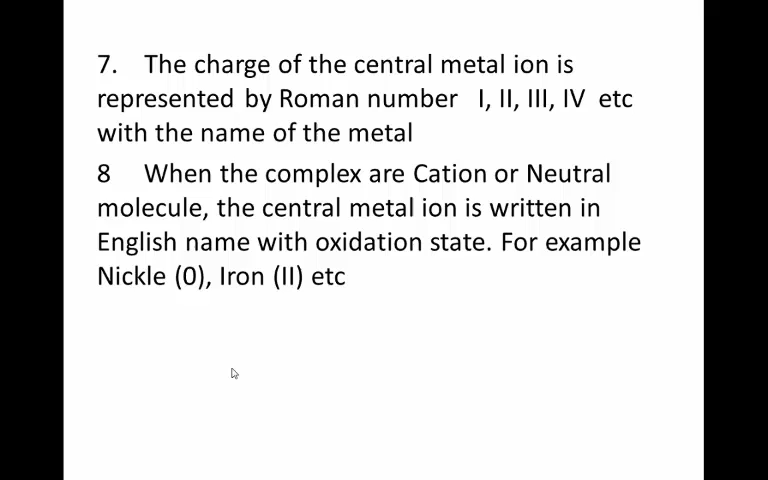 7. The charge of the central metal ion is
represented by Roman number I, II, III, IV etc
with the name of the metal
8 When the complex are Cation or Neutral
molecule, the central metal ion is written in
English name with oxidation state. For example
Nickle (0), Iron (II) etc